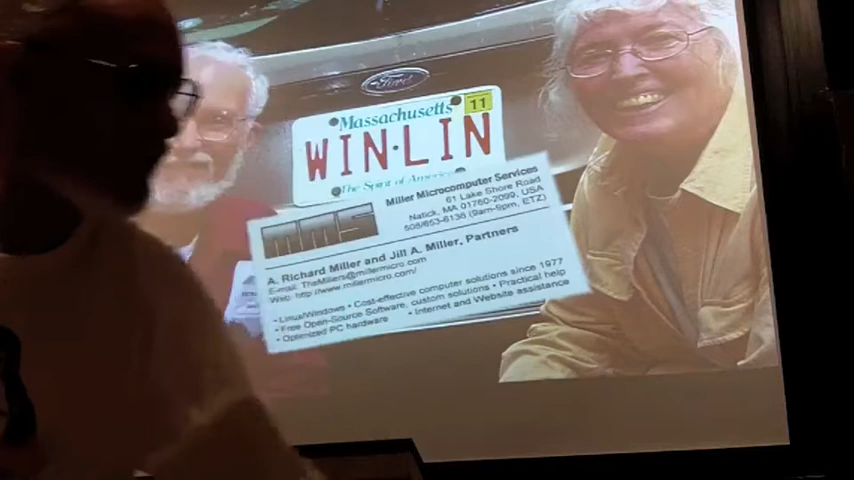 Ford
Massachusetts
11
WIN·LIN
The Spirit of America
MMS
Miller Microcomputer Services
61 Lake Shore Road
Natick, MA 01760-2099, USA
508/653-6136 (9am-9pm, ETZ)
A. Richard Miller and Jill A. Miller, Partners
E-mail: TheMillers@millermicro.com
Web: http://www.millermicro.com/
• Linux/Windows • Cost-effective computer solutions since 1977
• Free Open-Source Software, custom solutions • Practical help
• Optimized PC hardware • Internet and Website assistance